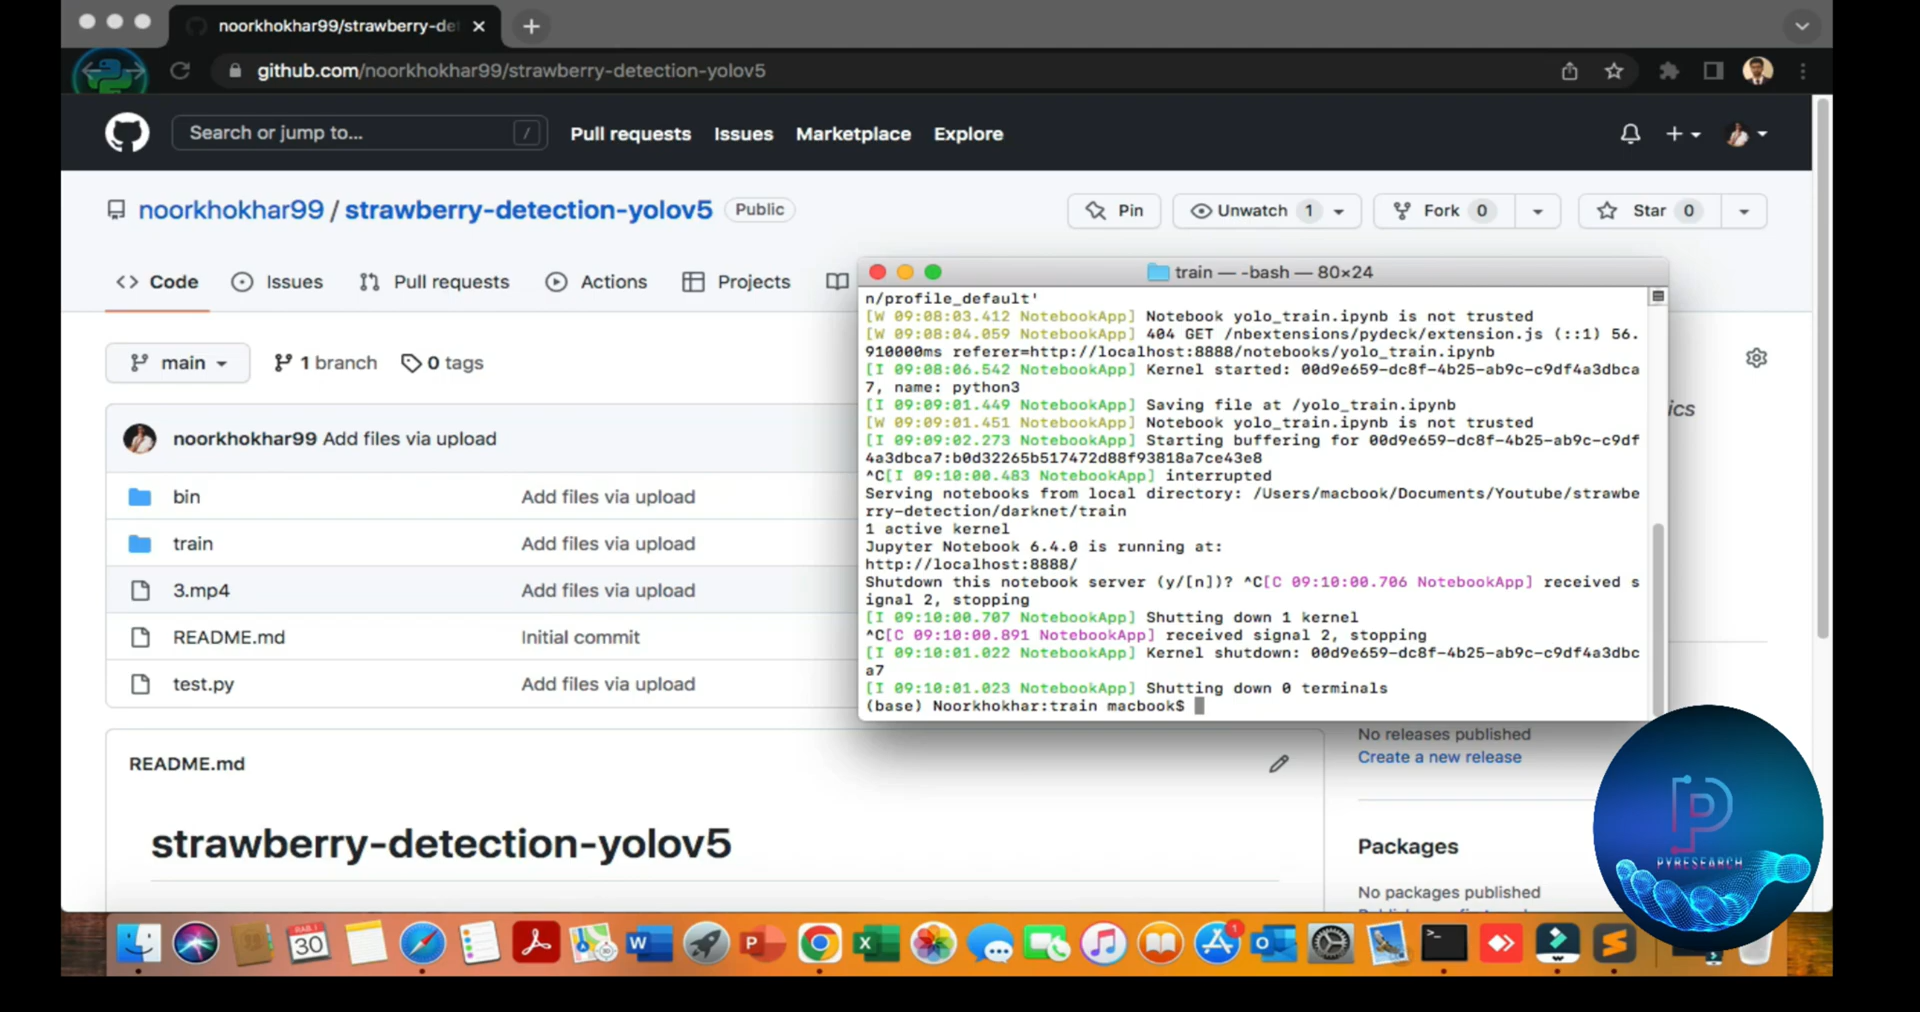 noorkhokhar99/strawberry-de
github.com/noorkhokhar99/strawberry-detection-yolov5
Search or jump to...
/
Pull requests
Issues
Marketplace
Explore
noorkhokhar99 / strawberry-detection-yolov5
Public
Pin
Unwatch 1
Fork 0
Star 0
Code
Issues
Pull requests
Actions
Projects
train — -bash — 80×24
n/profile_default'
[W 09:08:03.412 NotebookApp] Notebook yolo_train.ipynb is not trusted
[W 09:08:04.059 NotebookApp] 404 GET /nbextensions/pydeck/extension.js (::1) 56.
910000ms referer=http://localhost:8888/notebooks/yolo_train.ipynb
[I 09:08:06.542 NotebookApp] Kernel started: 00d9e659-dc8f-4b25-ab9c-c9df4a3dbca
7, name: python3
[I 09:09:01.449 NotebookApp] Saving file at /yolo_train.ipynb
[W 09:09:01.451 NotebookApp] Notebook yolo_train.ipynb is not trusted
[I 09:09:02.273 NotebookApp] Starting buffering for 00d9e659-dc8f-4b25-ab9c-c9df
4a3dbca7:b0d32265b517472d88f93818a7ce43e8
^C[I 09:10:00.483 NotebookApp] interrupted
Serving notebooks from local directory: /Users/macbook/Documents/Youtube/strawbe
rry-detection/darknet/train
1 active kernel
Jupyter Notebook 6.4.0 is running at:
http://localhost:8888/
Shutdown this notebook server (y/[n])? ^C[C 09:10:00.706 NotebookApp] received s
ignal 2, stopping
[I 09:10:00.707 NotebookApp] Shutting down 1 kernel
^C[C 09:10:00.891 NotebookApp] received signal 2, stopping
[I 09:10:01.022 NotebookApp] Kernel shutdown: 00d9e659-dc8f-4b25-ab9c-c9df4a3dbc
a7
[I 09:10:01.023 NotebookApp] Shutting down 0 terminals
(base) Noorkhokhar:train macbook$
main
1 branch
0 tags
ics
noorkhokhar99 Add files via upload
bin
Add files via upload
train
Add files via upload
3.mp4
Add files via upload
README.md
Initial commit
test.py
Add files via upload
README.md
strawberry-detection-yolov5
No releases published
Create a new release
Packages
No packages published
PYRESEARCH
30
W
P
X
1